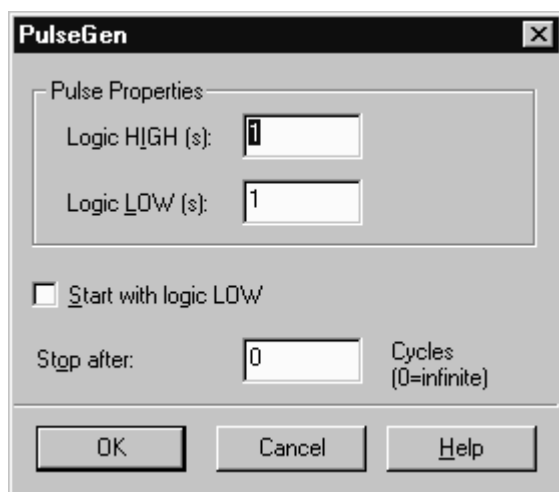 PulseGen
Pulse Properties
Logic HIGH (s): 1
Logic LOW (s): 1
Start with logic LOW
Stop after: 0 Cycles
(0=infinite)
OK Cancel Help